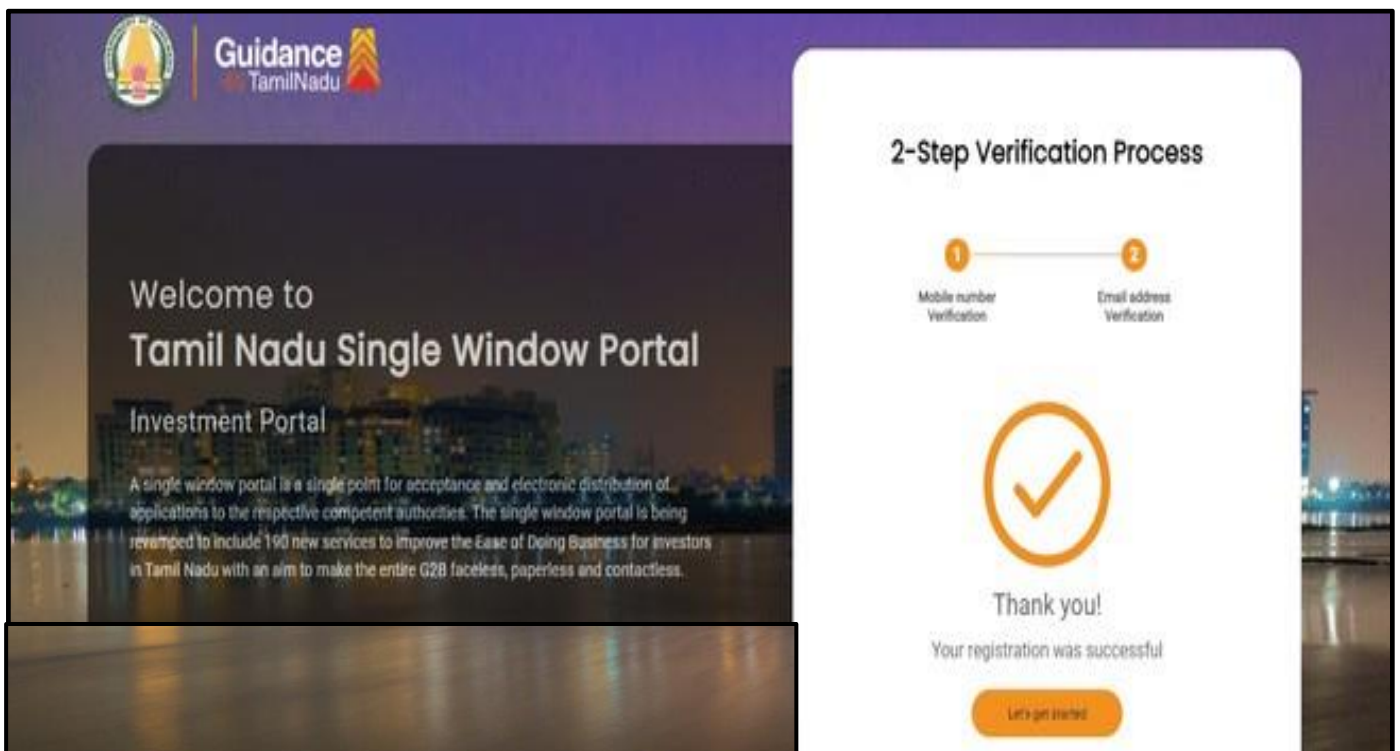 Guidance
TamilNadu
Welcome to
Tamil Nadu Single Window Portal
Investment Portal
A single window portal is a single point for acceptance and electronic distribution of
applications to the respective competent authorities. The single window portal is being
revamped to include 190 new services to improve the Ease of Doing Business for investors
in Tamil Nadu with an aim to make the entire G2B faceless, paperless and contactless.
2-Step Verification Process
1
2
Mobile number
Verification
Email address
Verification
Thank you!
Your registration was successful
Let's get started